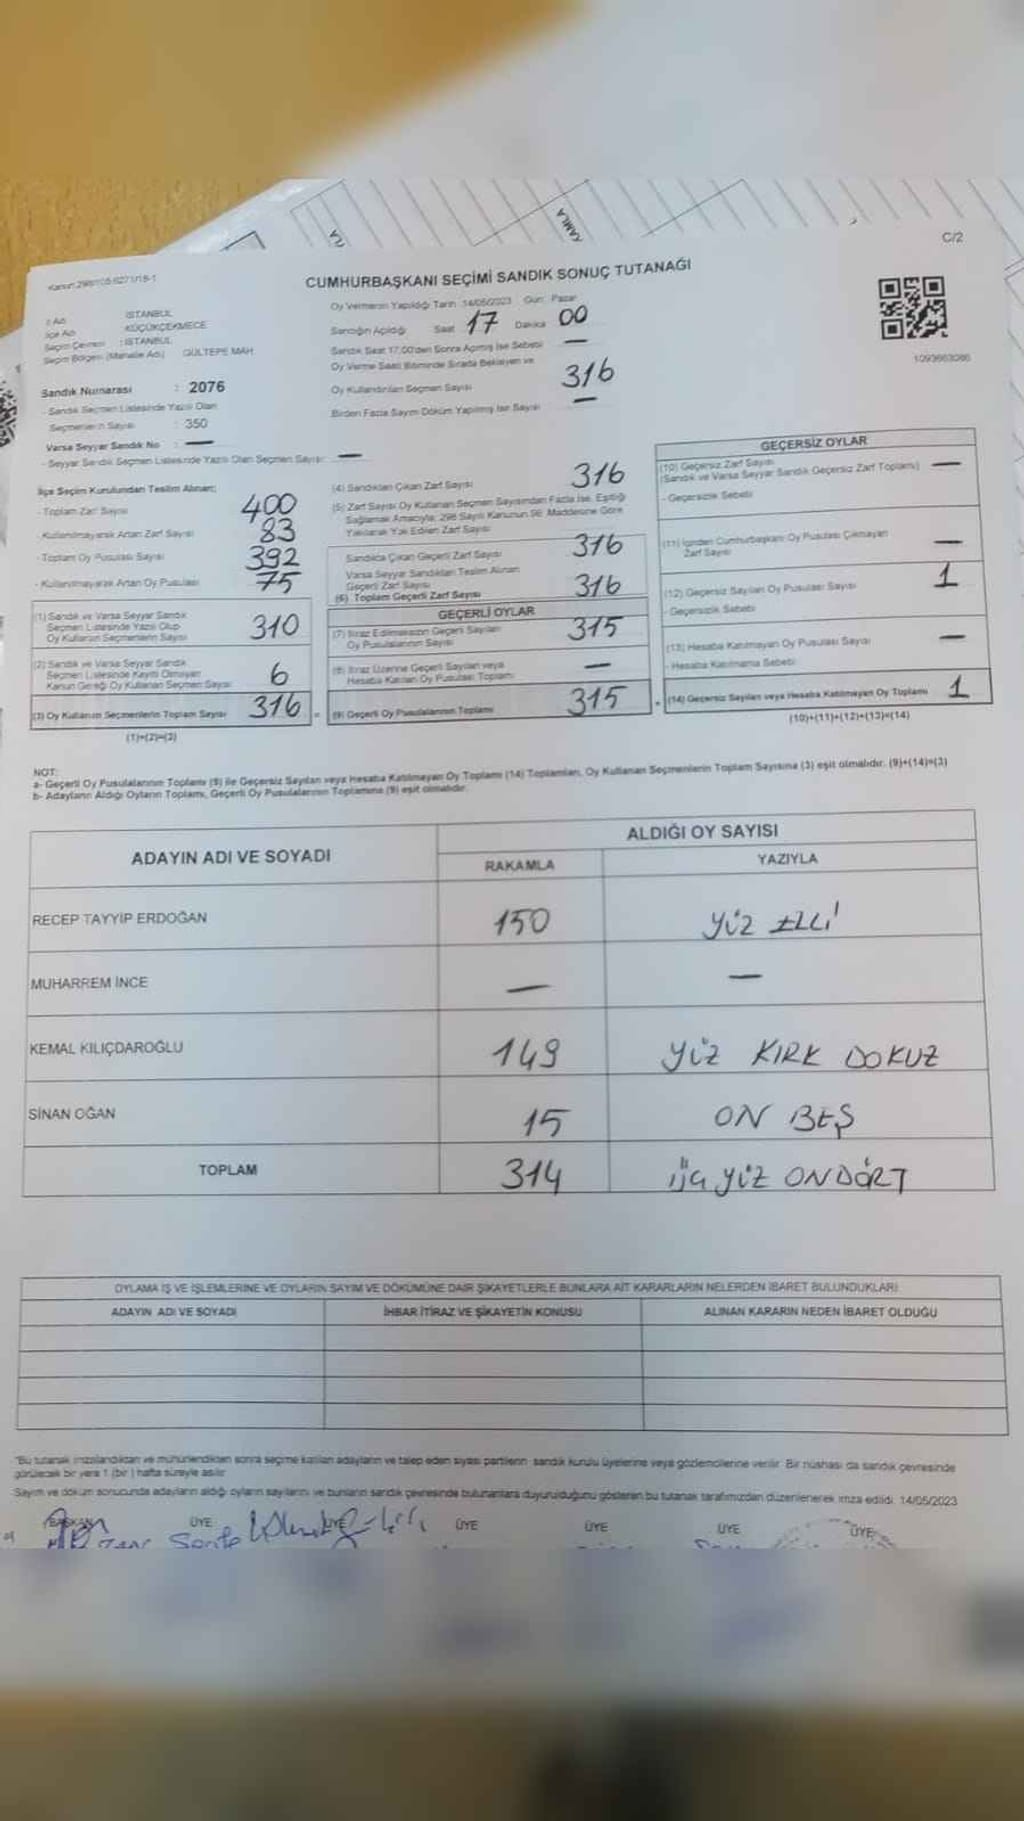 C/2
CUMHURBAŞKANI SEÇİMİ SANDIK SONUÇ TUTANAĞI
Oy Vermenin Yapıldığı Tarih 14/05/2023 Gün: Pazar
Sandığın Açıldığı Saat 17 Dakika 00
Sandık Saat 17.00'den Sonra Açılmış İse Sebebi —
Oy Verme Saati Bitiminde Sırada Bekleyen ve
Oy Kullandırılan Seçmen Sayısı 316
Birden Fazla Sayım Döküm Yapılmış İse Sayısı —
1093663086
İl Adı : İSTANBUL
İlçe Adı : KÜÇÜKÇEKMECE
Seçim Çevresi : İSTANBUL
Seçim Bölgesi (Mahalle Adı) GÜLTEPE MAH
Sandık Numarası : 2076
- Sandık Seçmen Listesinde Yazılı Olan
Seçmenlerin Sayısı : 350
Varsa Seyyar Sandık No : —
- Seyyar Sandık Seçmen Listesinde Yazılı Olan Seçmen Sayısı: —
İlçe Seçim Kurulundan Teslim Alınan;
- Toplam Zarf Sayısı 400
- Kullanılmayarak Artan Zarf Sayısı 83
- Toplam Oy Pusulası Sayısı 392
- Kullanılmayarak Artan Oy Pusulası 75
(1) Sandık ve Varsa Seyyar Sandık
Seçmen Listesinde Yazılı Olup
Oy Kullanan Seçmenlerin Sayısı 310
(2) Sandık ve Varsa Seyyar Sandık
Seçmen Listesinde Kayıtlı Olmayan
Kanun Gereği Oy Kullanan Seçmen Sayısı 6
(3) Oy Kullanan Seçmenlerin Toplam Sayısı 316
(1)+(2)=(3)
(4) Sandıktan Çıkan Zarf Sayısı 316
(5) Zarf Sayısı Oy Kullanan Seçmen Sayısından Fazla İse, Eşitliği
Sağlamak Amacıyla, 298 Sayılı Kanunun 98. Maddesine Göre
Yakılarak Yok Edilen Zarf Sayısı
Sandıkta Çıkan Geçerli Zarf Sayısı 316
Varsa Seyyar Sandıktan Teslim Alınan
Geçerli Zarf Sayısı
(6) Toplam Geçerli Zarf Sayısı 316
GEÇERLİ OYLAR
(7) İtiraz Edilmeksizin Geçerli Sayılan
Oy Pusulalarının Sayısı 315
(8) İtiraz Üzerine Geçerli Sayılan veya
Hesaba Katılan Oy Pusulası Toplamı —
(9) Geçerli Oy Pusulalarının Toplamı 315
GEÇERSİZ OYLAR
(10) Geçersiz Zarf Sayısı
(Sandık ve Varsa Seyyar Sandık Geçersiz Zarf Toplamı) —
- Geçersizlik Sebebi
(11) İçinden Cumhurbaşkanı Oy Pusulası Çıkmayan
Zarf Sayısı —
(12) Geçersiz Sayılan Oy Pusulası Sayısı 1
- Geçersizlik Sebebi
(13) Hesaba Katılmayan Oy Pusulası Sayısı —
- Hesaba Katılmama Sebebi
(14) Geçersiz Sayılan veya Hesaba Katılmayan Oy Toplamı 1
(10)+(11)+(12)+(13)=(14)
NOT:
a- Geçerli Oy Pusulalarının Toplamı (9) ile Geçersiz Sayılan veya Hesaba Katılmayan Oy Toplamı (14) Toplamları, Oy Kullanan Seçmenlerin Toplam Sayısına (3) eşit olmalıdır. (9)+(14)=(3)
b- Adayların Aldığı Oyların Toplamı, Geçerli Oy Pusulalarının Toplamına (9) eşit olmalıdır.
ADAYIN ADI VE SOYADI
ALDIĞI OY SAYISI
RAKAMLA YAZIYLA
RECEP TAYYİP ERDOĞAN 150 YÜZ ELLİ
MUHARREM İNCE — —
KEMAL KILIÇDAROĞLU 149 YÜZ KIRK DOKUZ
SİNAN OĞAN 15 ON BEŞ
TOPLAM 314 ÜÇ YÜZ ONDÖRT
OYLAMA İŞ VE İŞLEMLERİNE VE OYLARIN SAYIM VE DÖKÜMÜNE DAİR ŞİKAYETLERLE BUNLARA AİT KARARLARIN NELERDEN İBARET BULUNDUKLARI
ADAYIN ADI VE SOYADI İHBAR İTİRAZ VE ŞİKAYETİN KONUSU ALINAN KARARIN NEDEN İBARET OLDUĞU
*Bu tutanak imzalandıktan ve mühürlendikten sonra seçime katılan adayların ve talep eden siyasi partilerin sandık kurulu üyelerine veya gözlemcilerine verilir. Bir nüshası da sandık çevresinde
görülecek bir yere 1 (bir) hafta süreyle asılır.
Sayım ve döküm sonucunda adayların aldığı oyların sayılarını ve bunların sandık çevresinde bulunanlara duyurulduğunu gösteren bu tutanak tarafımızdan düzenlenerek imza edildi. 14/05/2023
BAŞKAN ÜYE ÜYE ÜYE ÜYE ÜYE ÜYE